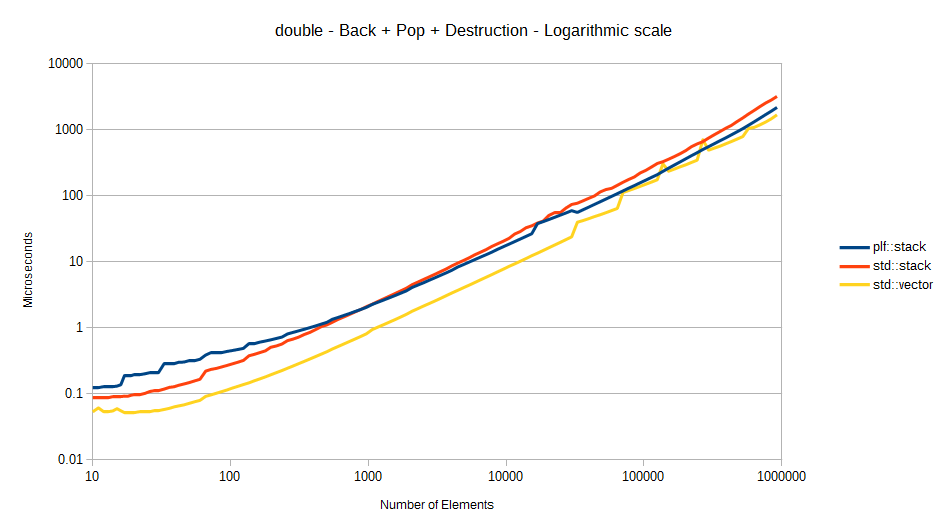 double - Back + Pop + Destruction - Logarithmic scale
10000
1000
100
10
1
0.1
0.01
Microseconds
10
100
1000
10000
100000
1000000
Number of Elements
plf::stack
std::stack
std::vector